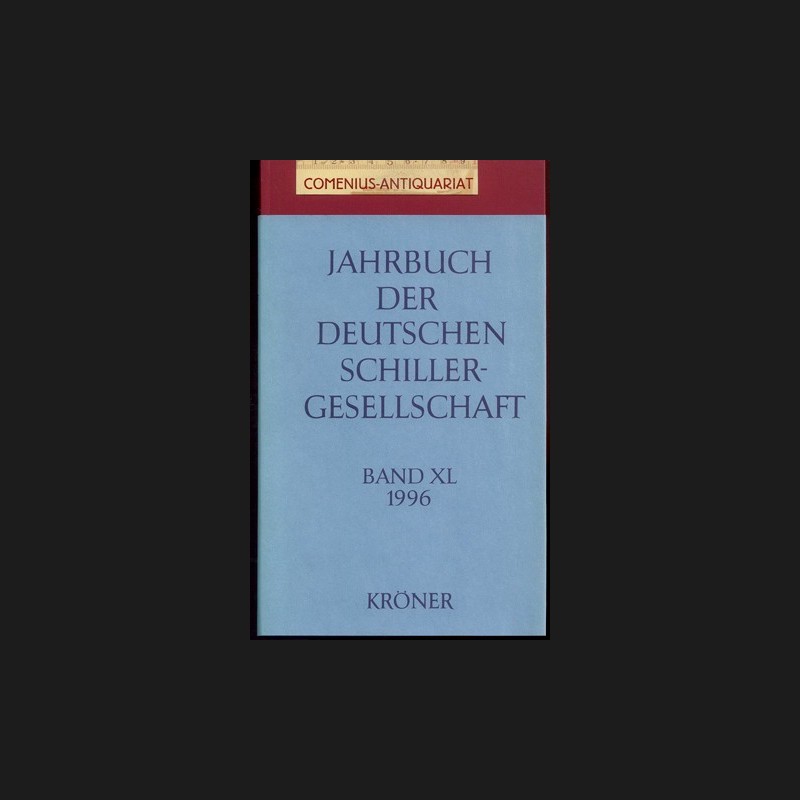 COMENIUS-ANTIQUARIAT
JAHRBUCH
DER
DEUTSCHEN
SCHILLER-
GESELLSCHAFT
BAND XL
1996
KRÖNER